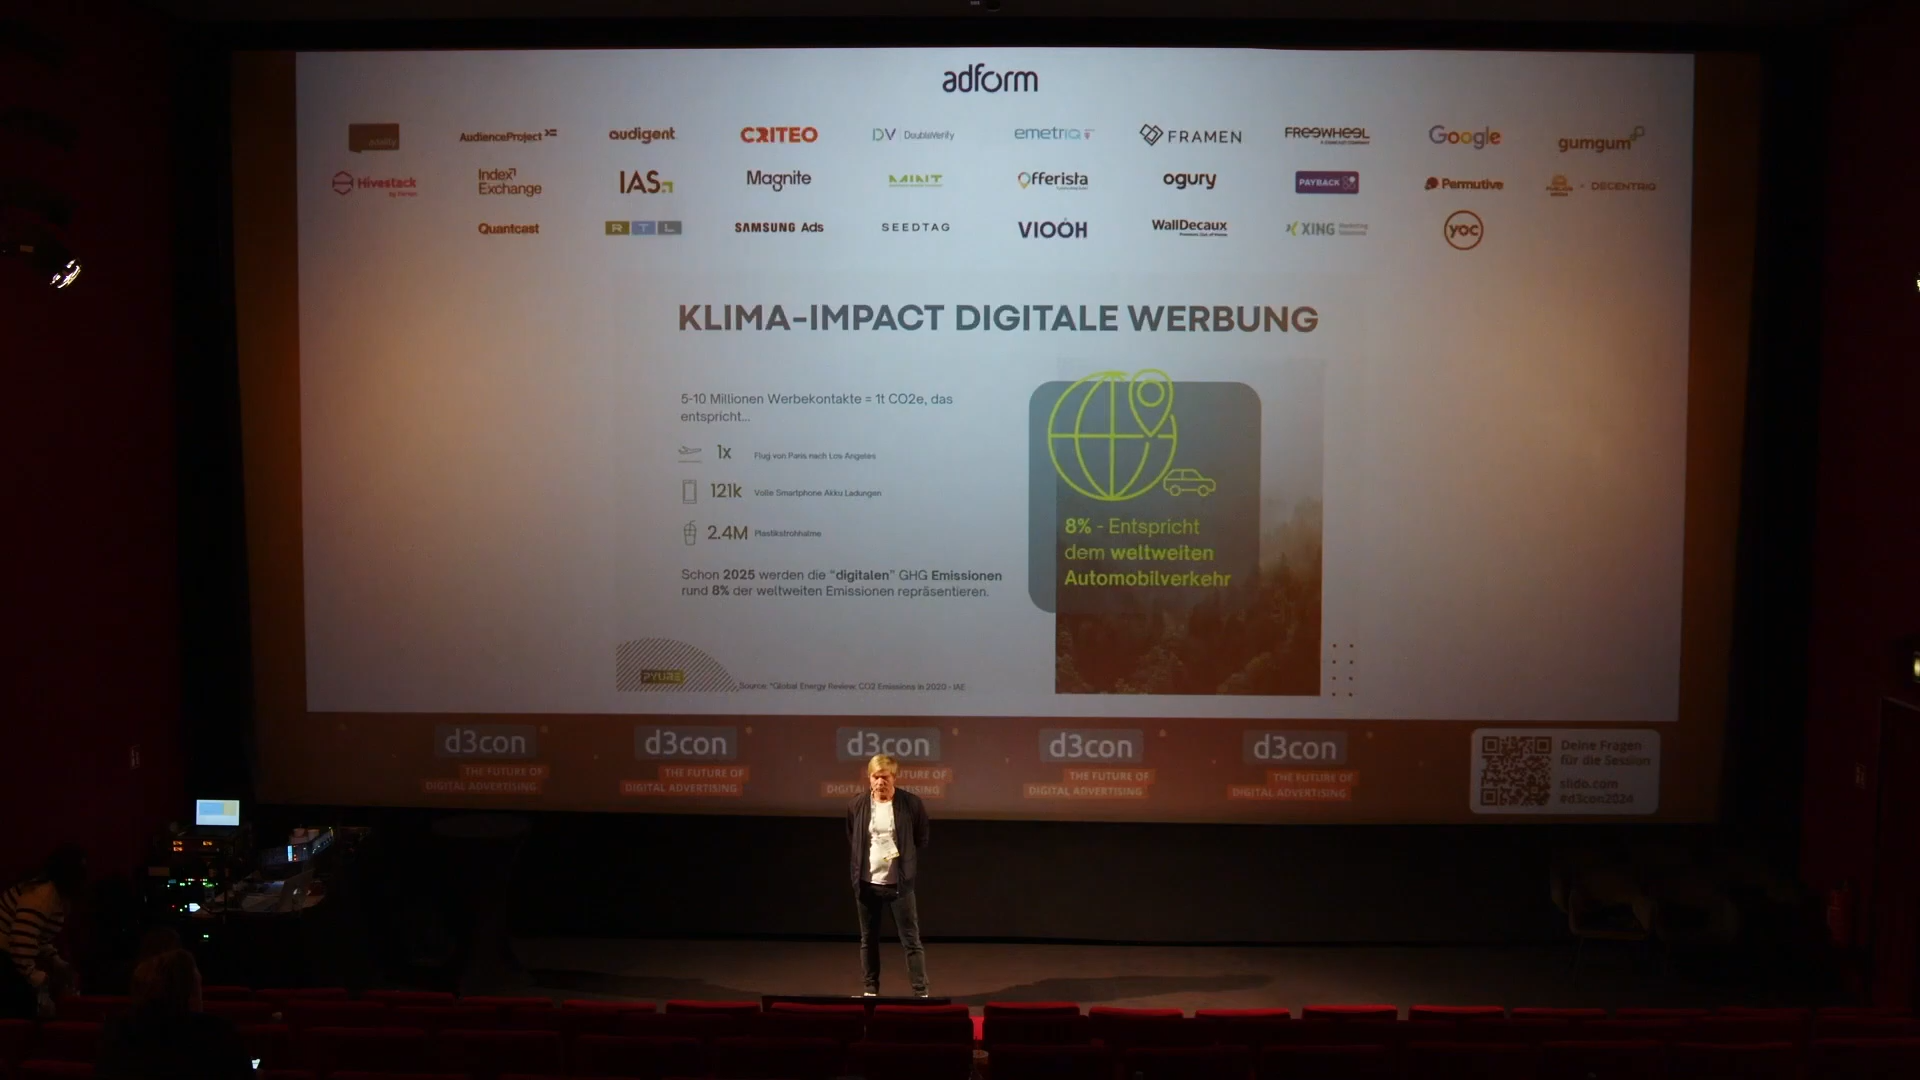 adform
AudienceProject
audigent
CRITEO
DV DoubleVerify
emetriq
FRAMEN
FREEWHEEL
Google
gumgum
Hivestack
Index Exchange
IAS
Magnite
MINT
Offerista
ogury
PAYBACK
Permutive
DECENTRIQ
Quantcast
RTL
SAMSUNG Ads
SEEDTAG
VIOOH
WallDecaux
XING
yoc
KLIMA-IMPACT DIGITALE WERBUNG
5-10 Millionen Werbekontakte = 1t CO2e, das
entspricht...
1x Flug von Paris nach Los Angeles
121k Volle Smartphone Akku Ladungen
2.4M Plastikstrohhalme
Schon 2025 werden die “digitalen” GHG Emissionen
rund 8% der weltweiten Emissionen repräsentieren.
8% - Entspricht
dem weltweiten
Automobilverkehr
PYURE
Source: *Global Energy Review: CO2 Emissions in 2020 - IAE
d3con d3con d3con d3con d3con
THE FUTURE OF THE FUTURE OF FUTURE OF THE FUTURE OF THE FUTURE OF
DIGITAL ADVERTISING DIGITAL ADVERTISING DIGITAL DIGITAL ADVERTISING DIGITAL ADVERTISING
Deine Fragen
für die Session
slido.com
#d3con2024